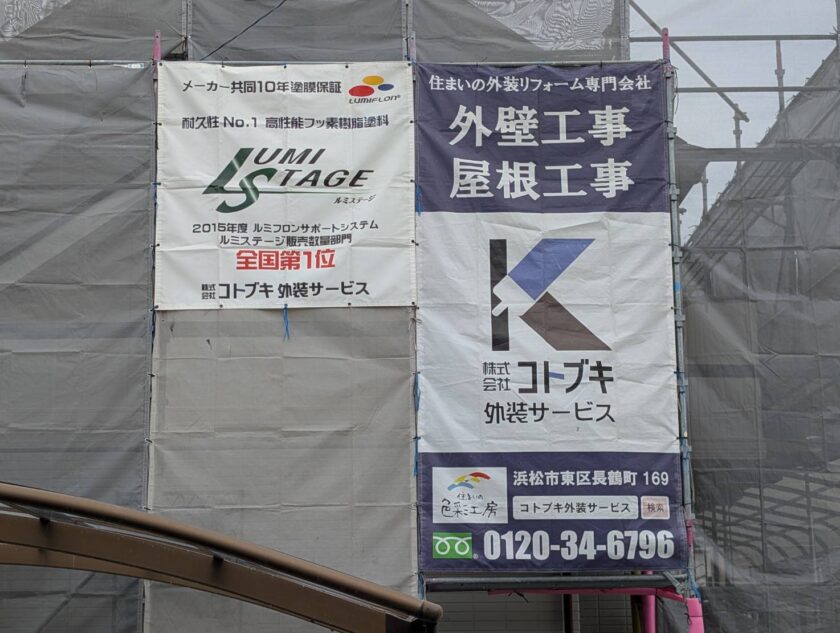 メーカー共同10年塗膜保証
LUMIFLON®
耐久性 No.1 高性能フッ素樹脂塗料
LUMI
STAGE
ルミステージ
2015年度 ルミフロンサポートシステム
ルミステージ販売数量部門
全国第1位
株式会社 コトブキ 外装サービス
住まいの外装リフォーム専門会社
外壁工事
屋根工事
K
株式会社 コトブキ
外装サービス
住まいの
色彩工房
浜松市東区長鶴町 169
コトブキ外装サービス 検索
0120-34-6796